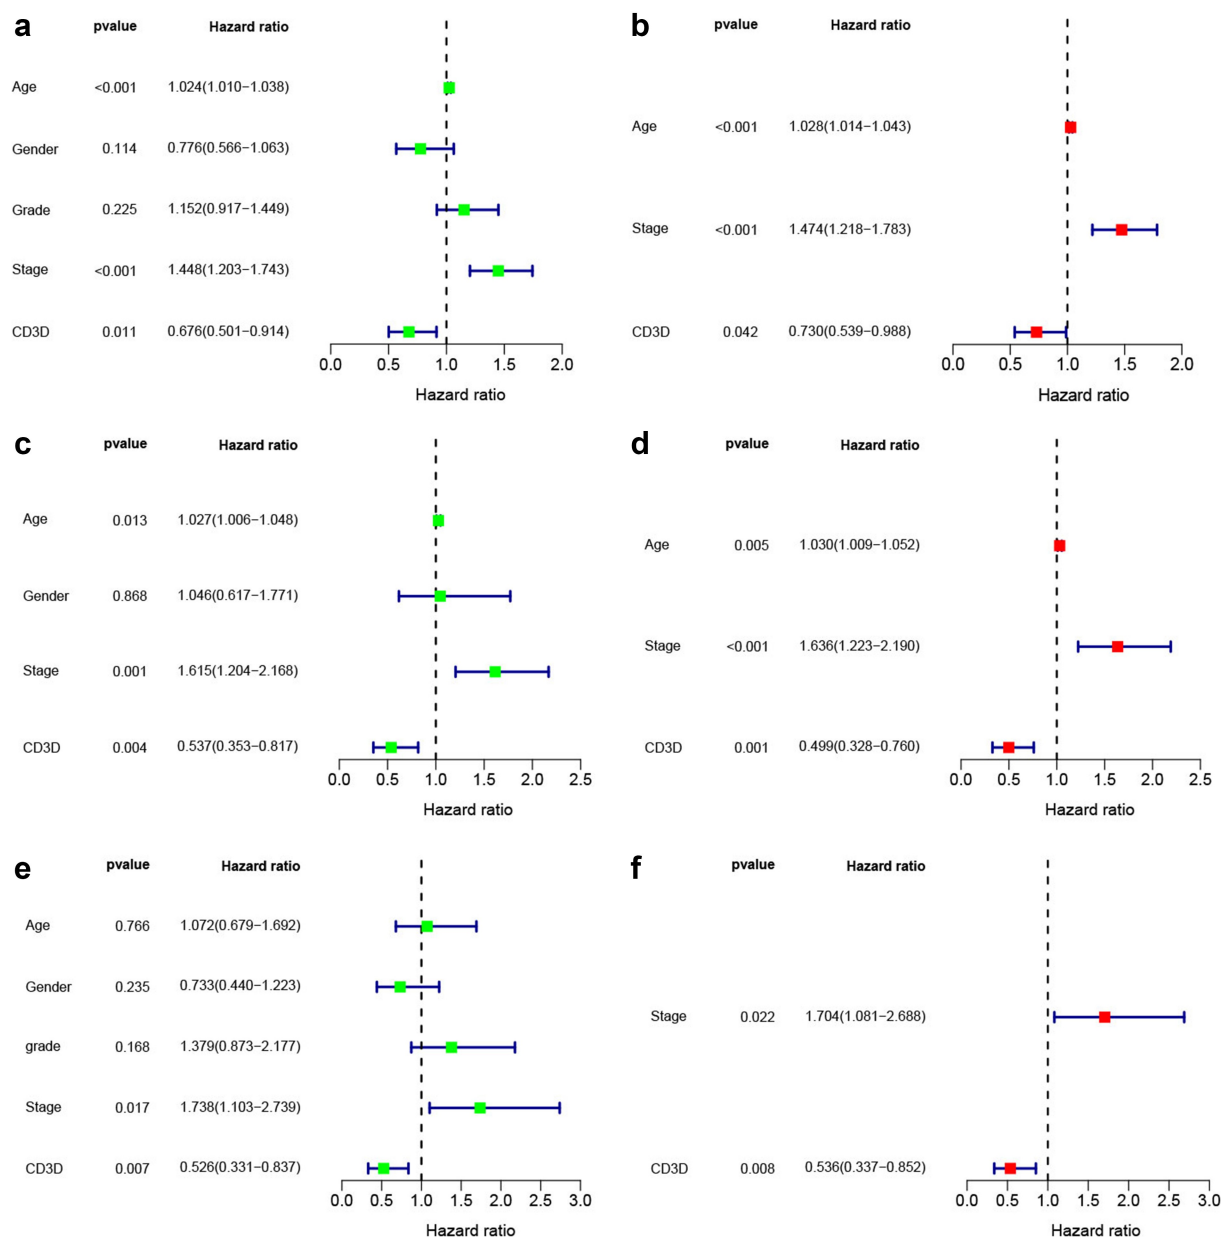 a
pvalue Hazard ratio
Age <0.001 1.024(1.010−1.038)
Gender 0.114 0.776(0.566−1.063)
Grade 0.225 1.152(0.917−1.449)
Stage <0.001 1.448(1.203−1.743)
CD3D 0.011 0.676(0.501−0.914)
0.0 0.5 1.0 1.5 2.0
Hazard ratio
b
pvalue Hazard ratio
Age <0.001 1.028(1.014−1.043)
Stage <0.001 1.474(1.218−1.783)
CD3D 0.042 0.730(0.539−0.988)
0.0 0.5 1.0 1.5 2.0
Hazard ratio
c
pvalue Hazard ratio
Age 0.013 1.027(1.006−1.048)
Gender 0.868 1.046(0.617−1.771)
Stage 0.001 1.615(1.204−2.168)
CD3D 0.004 0.537(0.353−0.817)
0.0 0.5 1.0 1.5 2.0 2.5
Hazard ratio
d
pvalue Hazard ratio
Age 0.005 1.030(1.009−1.052)
Stage <0.001 1.636(1.223−2.190)
CD3D 0.001 0.499(0.328−0.760)
0.0 0.5 1.0 1.5 2.0 2.5
Hazard ratio
e
pvalue Hazard ratio
Age 0.766 1.072(0.679−1.692)
Gender 0.235 0.733(0.440−1.223)
grade 0.168 1.379(0.873−2.177)
Stage 0.017 1.738(1.103−2.739)
CD3D 0.007 0.526(0.331−0.837)
0.0 0.5 1.0 1.5 2.0 2.5 3.0
Hazard ratio
f
pvalue Hazard ratio
Stage 0.022 1.704(1.081−2.688)
CD3D 0.008 0.536(0.337−0.852)
0.0 0.5 1.0 1.5 2.0 2.5 3.0
Hazard ratio